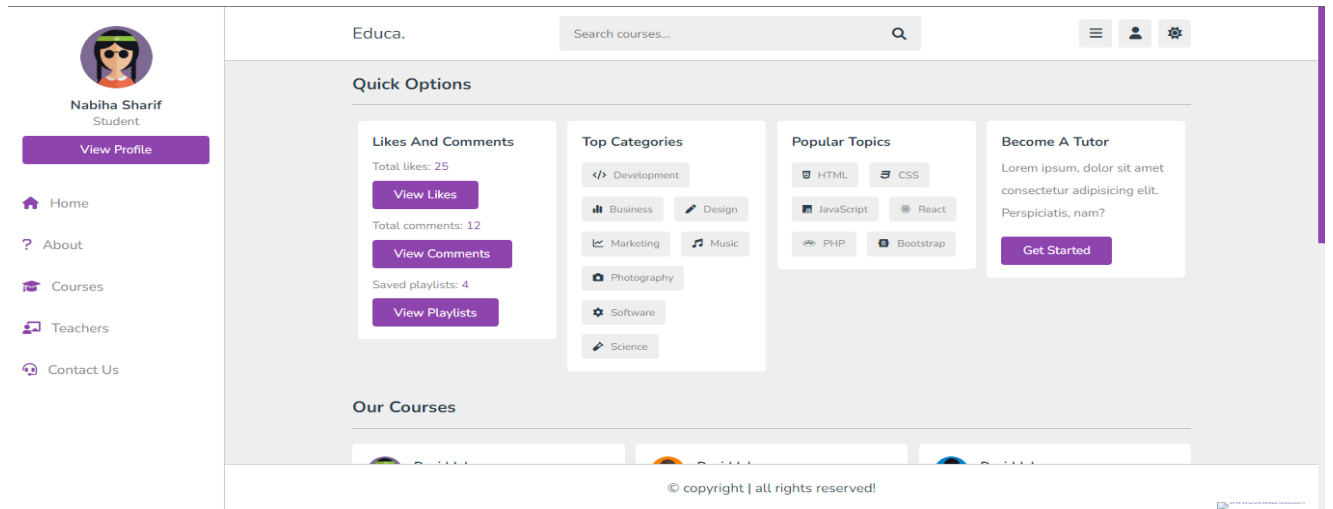 Nabiha Sharif
Student
View Profile
Home
? About
Courses
Teachers
Contact Us
Educa.
Search courses...
Quick Options
Likes And Comments
Total likes: 25
View Likes
Total comments: 12
View Comments
Saved playlists: 4
View Playlists
Top Categories
</> Development
Business
Design
Marketing
Music
Photography
Software
Science
Popular Topics
HTML
CSS
JavaScript
React
PHP
Bootstrap
Become A Tutor
Lorem ipsum, dolor sit amet
consectetur adipisicing elit.
Perspiciatis, nam?
Get Started
Our Courses
© copyright | all rights reserved!